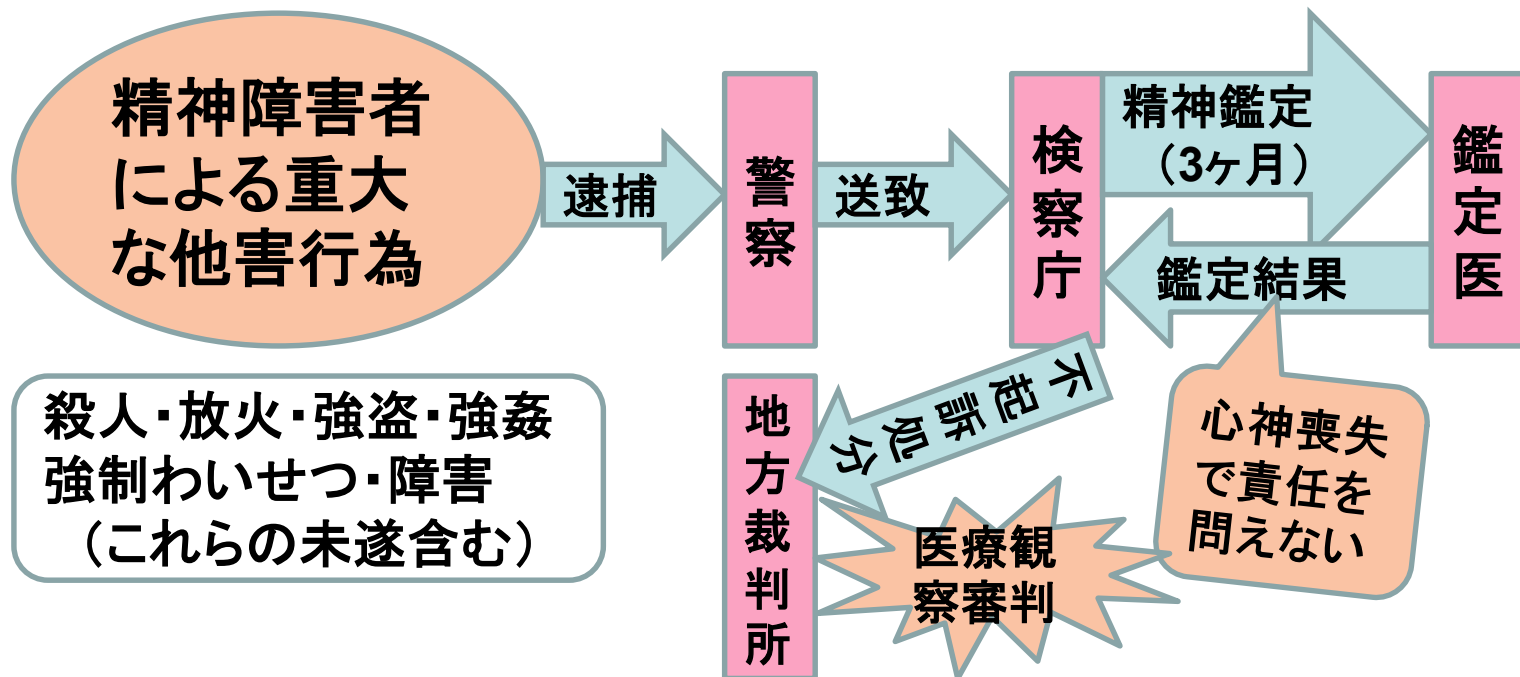 精神障害者
による重大
な他害行為
逮捕
警察
送致
検察庁
精神鑑定
（3ヶ月）
鑑定医
鑑定結果
心神喪失
で責任を
問えない
不起訴処分
殺人・放火・強盗・強姦
強制わいせつ・障害
（これらの未遂含む）
地方裁判所
医療観
察審判